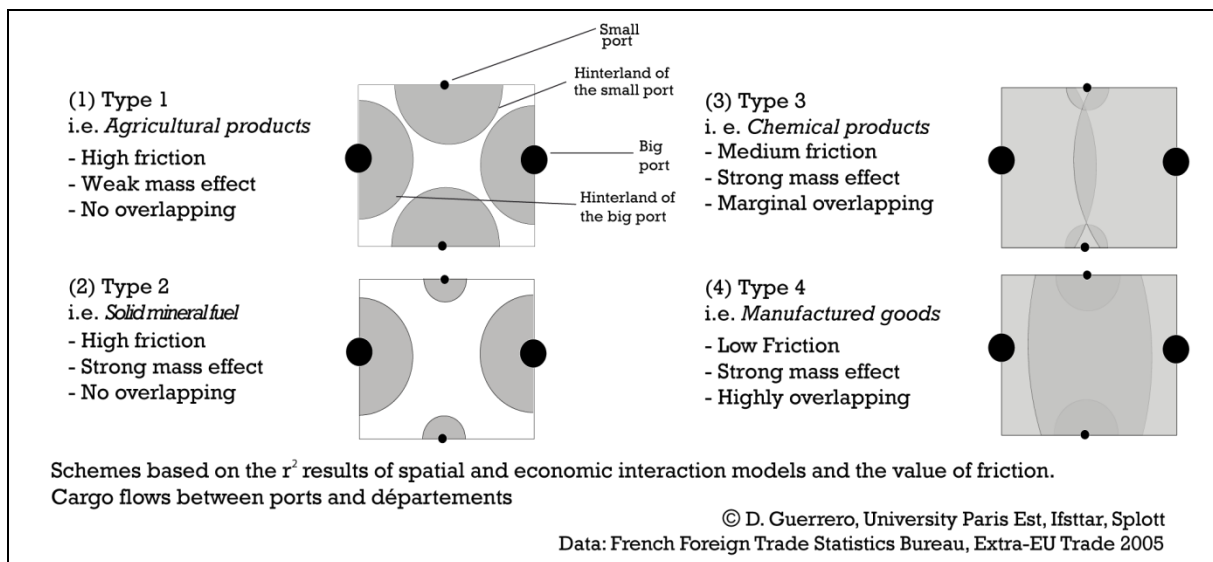 Small
port
Hinterland of
the small port
(1) Type 1
i.e. Agricultural products
- High friction
- Weak mass effect
- No overlapping
Big
port
Hinterland of
the big port
(2) Type 2
i.e. Solid mineral fuel
- High friction
- Strong mass effect
- No overlapping
(3) Type 3
i. e. Chemical products
- Medium friction
- Strong mass effect
- Marginal overlapping
(4) Type 4
i.e. Manufactured goods
- Low Friction
- Strong mass effect
- Highly overlapping
Schemes based on the r² results of spatial and economic interaction models and the value of friction.
Cargo flows between ports and départements
© D. Guerrero, University Paris Est, Ifsttar, Splott
Data: French Foreign Trade Statistics Bureau, Extra-EU Trade 2005